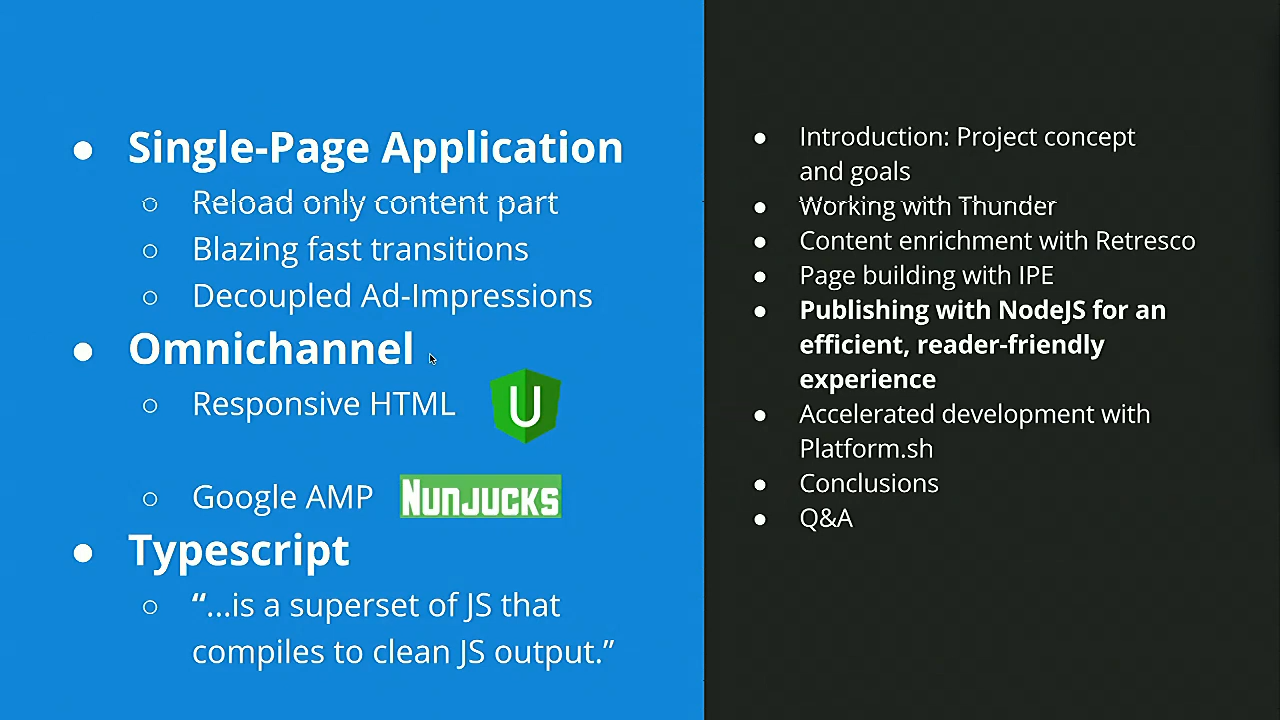 Single-Page Application
Reload only content part
Blazing fast transitions
Decoupled Ad-Impressions
Omnichannel
Responsive HTML
U
Google AMP
NUNJUCKS
Typescript
“...is a superset of JS that
compiles to clean JS output.”
Introduction: Project concept
and goals
Working with Thunder
Content enrichment with Retresco
Page building with IPE
Publishing with NodeJS for an
efficient, reader-friendly
experience
Accelerated development with
Platform.sh
Conclusions
Q&A